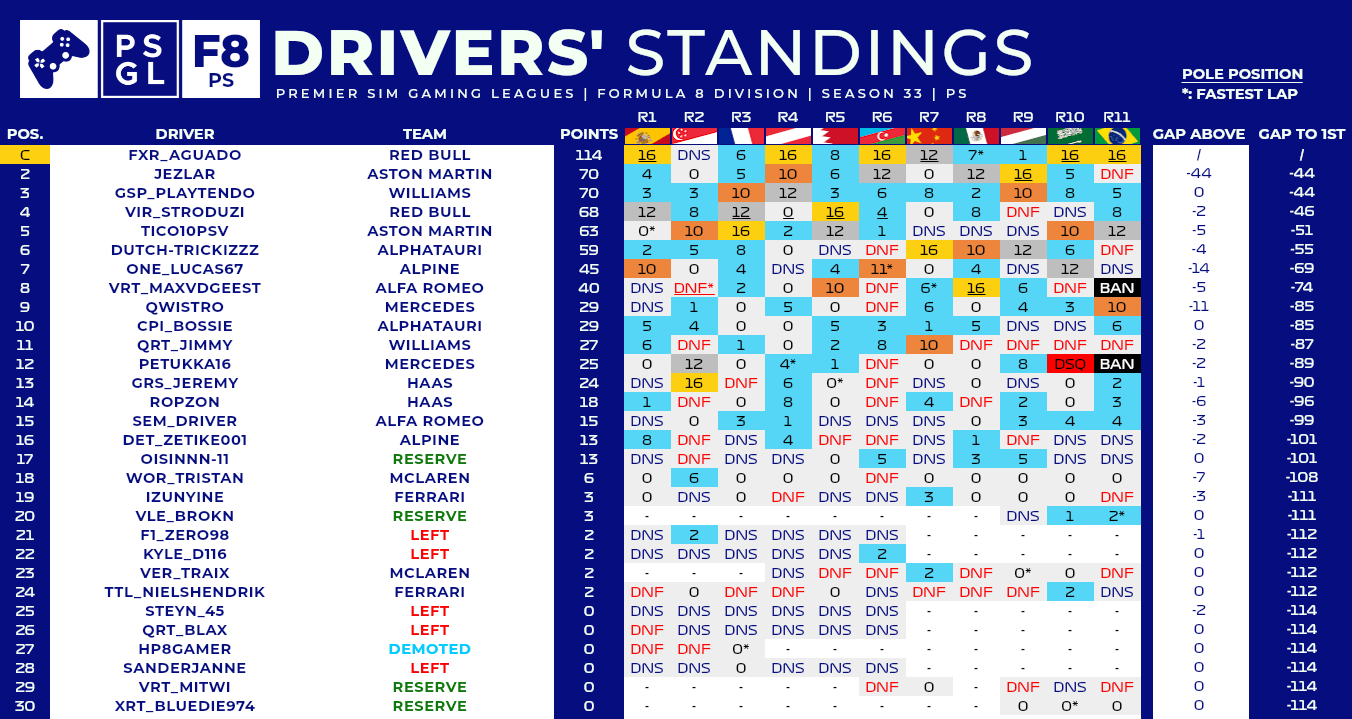 PS
GL
F8
PS
DRIVERS' STANDINGS
PREMIER SIM GAMING LEAGUES | FORMULA 8 DIVISION | SEASON 33 | PS
POLE POSITION
*: FASTEST LAP
R1 R2 R3 R4 R5 R6 R7 R8 R9 R10 R11
POS. DRIVER TEAM POINTS GAP ABOVE GAP TO 1ST
C FXR_AGUADO RED BULL 114 16 DNS 6 16 8 16 12 7* 1 16 16 / /
2 JEZLAR ASTON MARTIN 70 4 0 5 10 6 12 0 12 16 5 DNF -44 -44
3 GSP_PLAYTENDO WILLIAMS 70 3 3 10 12 3 6 8 2 10 8 5 0 -44
4 VIR_STRODUZI RED BULL 68 12 8 12 0 16 4 0 8 DNF DNS 8 -2 -46
5 TICO10PSV ASTON MARTIN 63 0* 10 16 2 12 1 DNS DNS DNS 10 12 -5 -51
6 DUTCH-TRICKIZZZ ALPHATAURI 59 2 5 8 0 DNS DNF 16 10 12 6 DNF -4 -55
7 ONE_LUCAS67 ALPINE 45 10 0 4 DNS 4 11* 0 4 DNS 12 DNS -14 -69
8 VRT_MAXVDGEEST ALFA ROMEO 40 DNS DNF* 2 0 10 DNF 6* 16 6 DNF BAN -5 -74
9 QWISTRO MERCEDES 29 DNS 1 0 5 0 DNF 6 0 4 3 10 -11 -85
10 CPI_BOSSIE ALPHATAURI 29 5 4 0 0 5 3 1 5 DNS DNS 6 0 -85
11 QRT_JIMMY WILLIAMS 27 6 DNF 1 0 2 8 10 DNF DNF DNF DNF -2 -87
12 PETUKKA16 MERCEDES 25 0 12 0 4* 1 DNF 0 0 8 DSQ BAN -2 -89
13 GRS_JEREMY HAAS 24 DNS 16 DNF 6 0* DNF DNS 0 DNS 0 2 -1 -90
14 ROPZON HAAS 18 1 DNF 0 8 0 DNF 4 DNF 2 0 3 -6 -96
15 SEM_DRIVER ALFA ROMEO 15 DNS 0 3 1 DNS DNS DNS 0 3 4 4 -3 -99
16 DET_ZETIKE001 ALPINE 13 8 DNF DNS 4 DNF DNF DNS 1 DNF DNS DNS -2 -101
17 OISINNN-11 RESERVE 13 DNS DNF DNS DNS 0 5 DNS 3 5 DNS DNS 0 -101
18 WOR_TRISTAN MCLAREN 6 0 6 0 0 0 DNF 0 0 0 0 0 -7 -108
19 IZUNYINE FERRARI 3 0 DNS 0 DNF DNS DNS 3 0 0 0 DNF -3 -111
20 VLE_BROKN RESERVE 3 - - - - - - - - DNS 1 2* 0 -111
21 F1_ZERO98 LEFT 2 DNS 2 DNS DNS DNS DNS - - - - - -1 -112
22 KYLE_D116 LEFT 2 DNS DNS DNS DNS DNS 2 - - - - - 0 -112
23 VER_TRAIX MCLAREN 2 - - - DNS DNF DNF 2 DNF 0* 0 DNF 0 -112
24 TTL_NIELSHENDRIK FERRARI 2 DNF 0 DNF DNF 0 DNS DNF DNF DNF 2 DNS 0 -112
25 STEYN_45 LEFT 0 DNS DNS DNS DNS DNS DNS - - - - - -2 -114
26 QRT_BLAX LEFT 0 DNF DNS DNS DNS DNS DNS - - - - - 0 -114
27 HP8GAMER DEMOTED 0 DNF DNF 0* - - - - - - - - 0 -114
28 SANDERJANNE LEFT 0 DNS DNS 0 DNS DNS DNS - - - - - 0 -114
29 VRT_MITWI RESERVE 0 - - - - - DNF 0 - DNF DNS DNF 0 -114
30 XRT_BLUEDIE974 RESERVE 0 - - - - - - - - 0 0* 0 0 -114